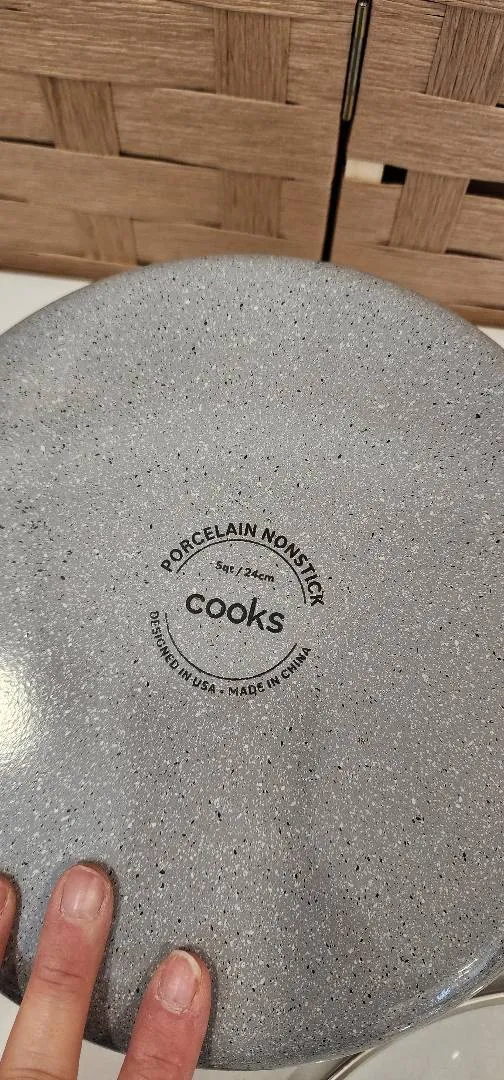 PORCELAIN NONSTICK
5qt / 24cm
cooks
DESIGNED IN USA • MADE IN CHINA